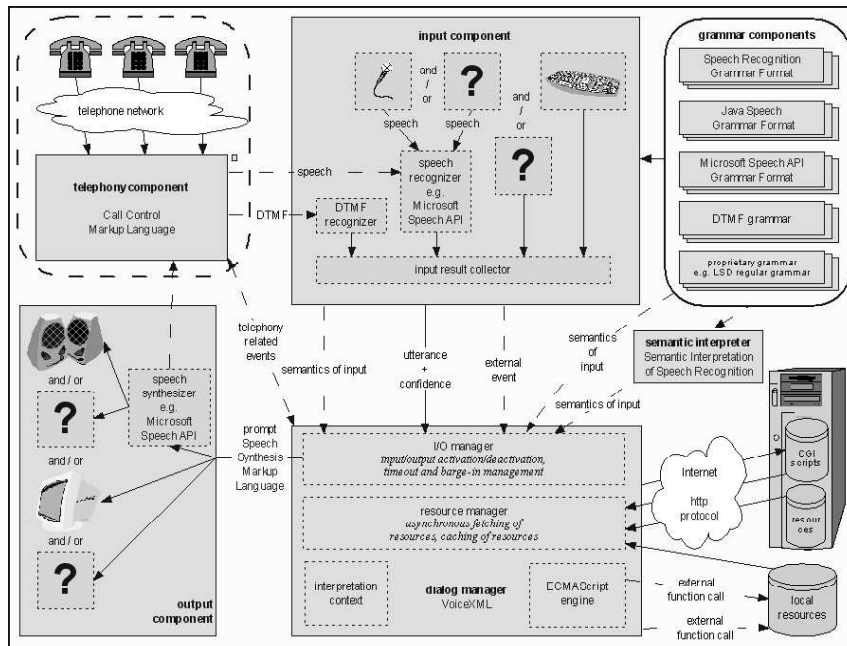 telephone network
telephony component
Call Control
Markup Language
speech
DTMF
input component
and
/
or
?
speech
speech
and
/
or
?
speech
recognizer
e.g.
Microsoft
Speech API
DTMF
recognizer
input result collector
grammar components
Speech Recognition
Grammar Format
Java Speech
Grammar Format
Microsoft Speech API
Grammar Format
DTMF grammar
proprietary grammar
e.g. LSD regular grammar
semantic interpreter
Semantic Interpretation
of Speech Recognition
telephony
related
events
semantics of input
utterance
+
confidence
external
event
semantics
of
input
semantics of input
and / or
?
and / or
and / or
?
speech
synthesizer
e.g.
Microsoft
Speech API
output
component
prompt
Speech
Synthesis
Markup
Language
I/O manager
input/output activation/deactivation,
timeout and barge-in management
resource manager
asynchronous fetching of
resources, caching of resources
interpretation
context
dialog manager
VoiceXML
ECMAScript
engine
Internet
http
protocol
CGI
scripts
resour
ces
external
function call
external
function call
local
resources